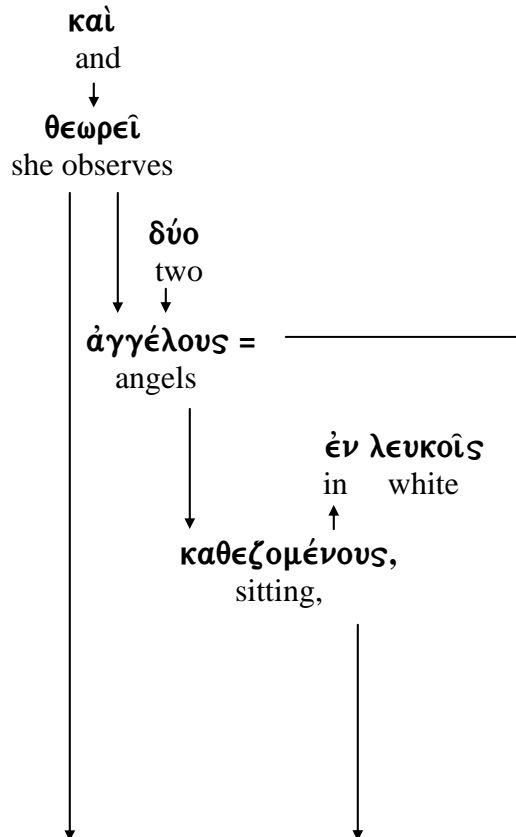 καὶ
and
θεωρεῖ
she observes
δύο
two
ἀγγέλους =
angels
ἐν λευκοῖς
in white
καθεζομένους,
sitting,